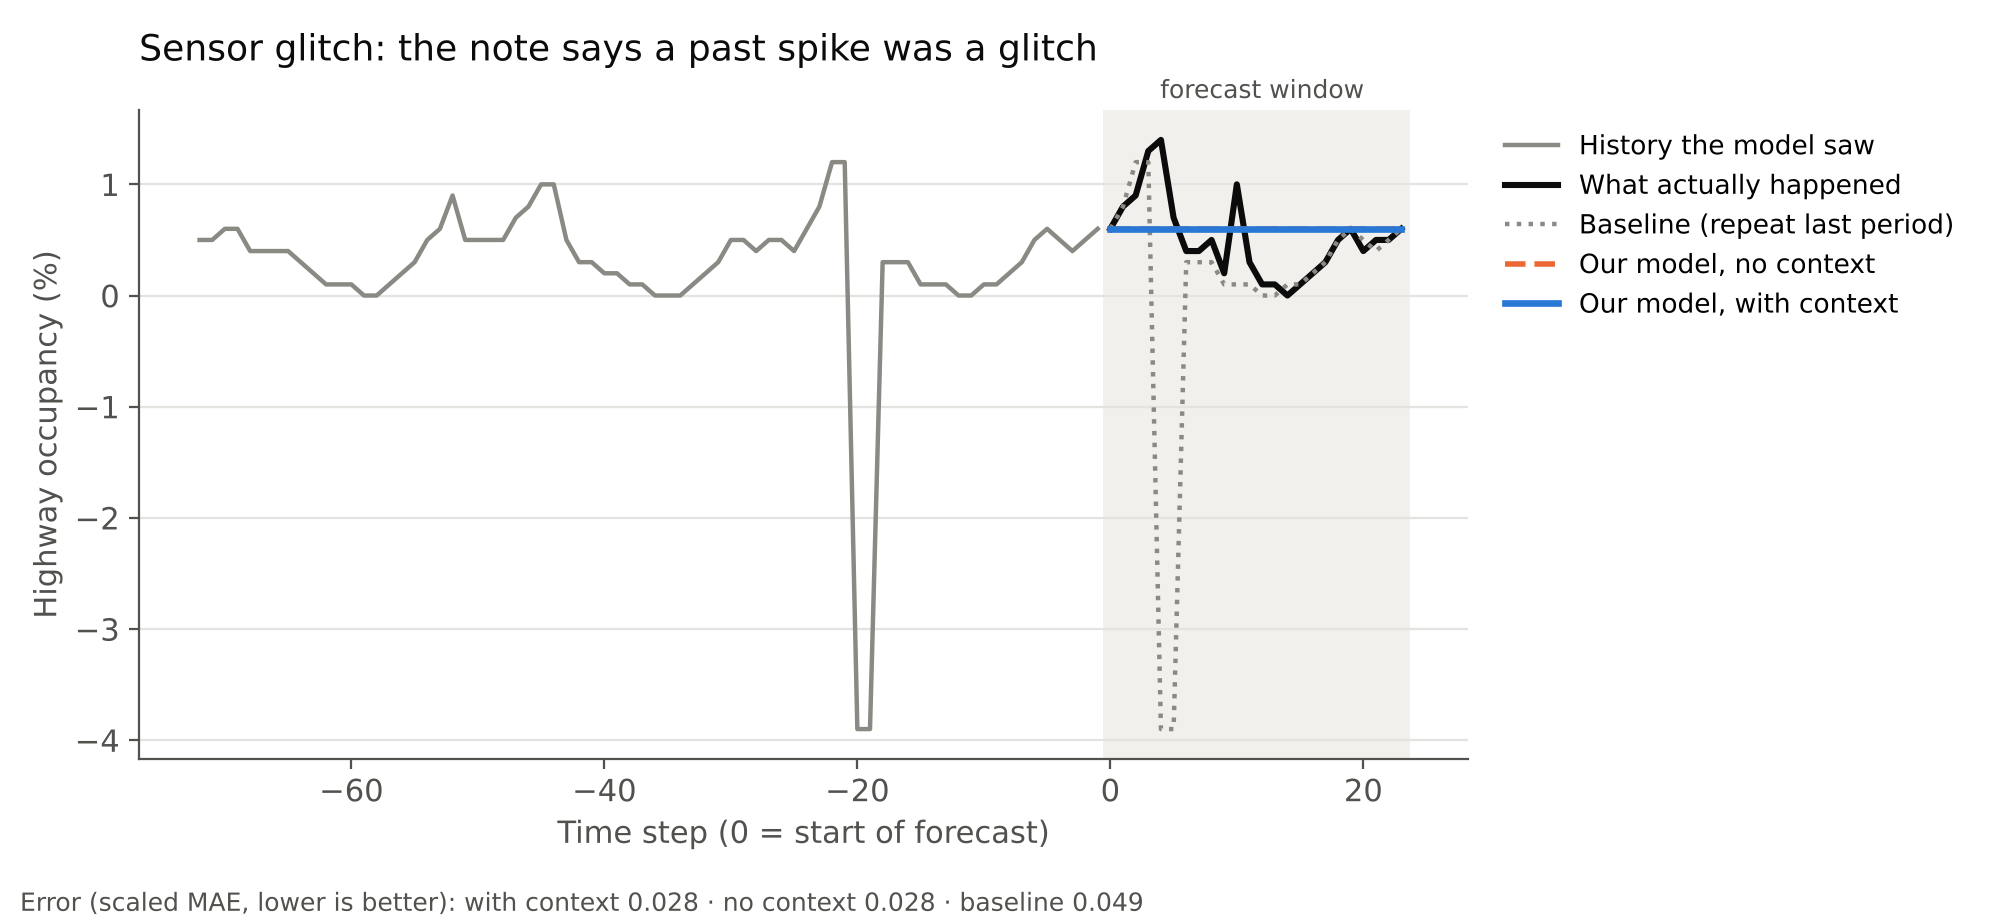 Sensor glitch: the note says a past spike was a glitch
forecast window
History the model saw
What actually happened
Baseline (repeat last period)
Our model, no context
Our model, with context
Highway occupancy (%)
1
0
−1
−2
−3
−4
−60
−40
−20
0
20
Time step (0 = start of forecast)
Error (scaled MAE, lower is better): with context 0.028 · no context 0.028 · baseline 0.049